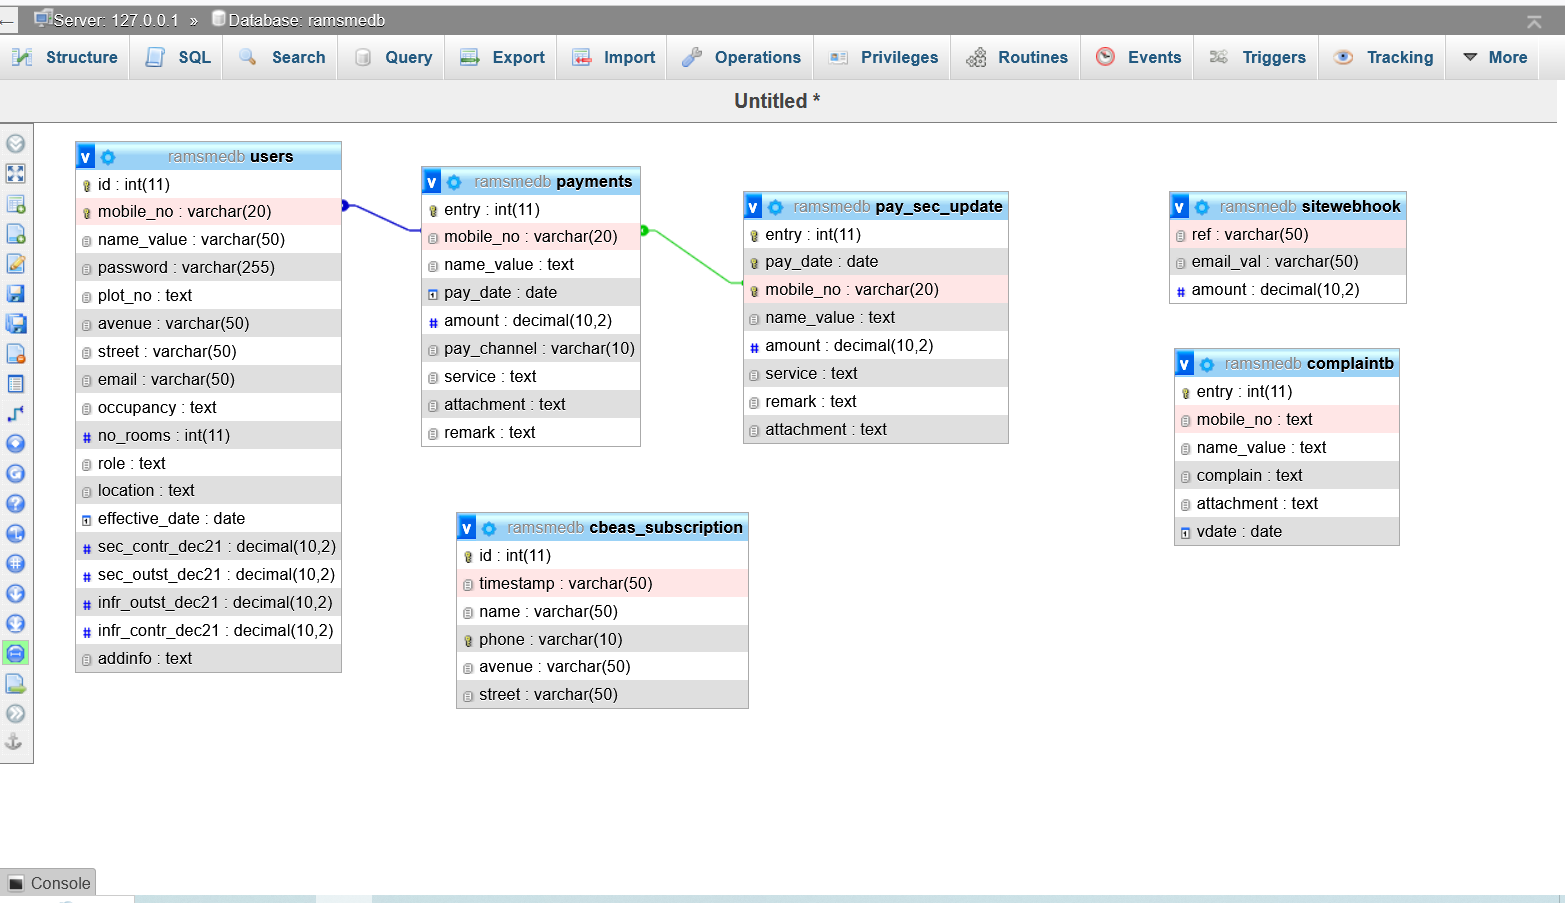 Server: 127.0.0.1 » Database: ramsmedb
Structure SQL Search Query Export Import Operations Privileges Routines Events Triggers Tracking More
Untitled *
v ramsmedb users
id : int(11)
mobile_no : varchar(20)
name_value : varchar(50)
password : varchar(255)
plot_no : text
avenue : varchar(50)
street : varchar(50)
email : varchar(50)
occupancy : text
# no_rooms : int(11)
role : text
location : text
effective_date : date
# sec_contr_dec21 : decimal(10,2)
# sec_outst_dec21 : decimal(10,2)
# infr_outst_dec21 : decimal(10,2)
# infr_contr_dec21 : decimal(10,2)
addinfo : text
v ramsmedb payments
entry : int(11)
mobile_no : varchar(20)
name_value : text
pay_date : date
# amount : decimal(10,2)
pay_channel : varchar(10)
service : text
attachment : text
remark : text
v ramsmedb pay_sec_update
entry : int(11)
pay_date : date
mobile_no : varchar(20)
name_value : text
# amount : decimal(10,2)
service : text
remark : text
attachment : text
v ramsmedb sitewebhook
ref : varchar(50)
email_val : varchar(50)
# amount : decimal(10,2)
v ramsmedb complaintb
entry : int(11)
mobile_no : text
name_value : text
complain : text
attachment : text
vdate : date
v ramsmedb cbeas_subscription
id : int(11)
timestamp : varchar(50)
name : varchar(50)
phone : varchar(10)
avenue : varchar(50)
street : varchar(50)
Console